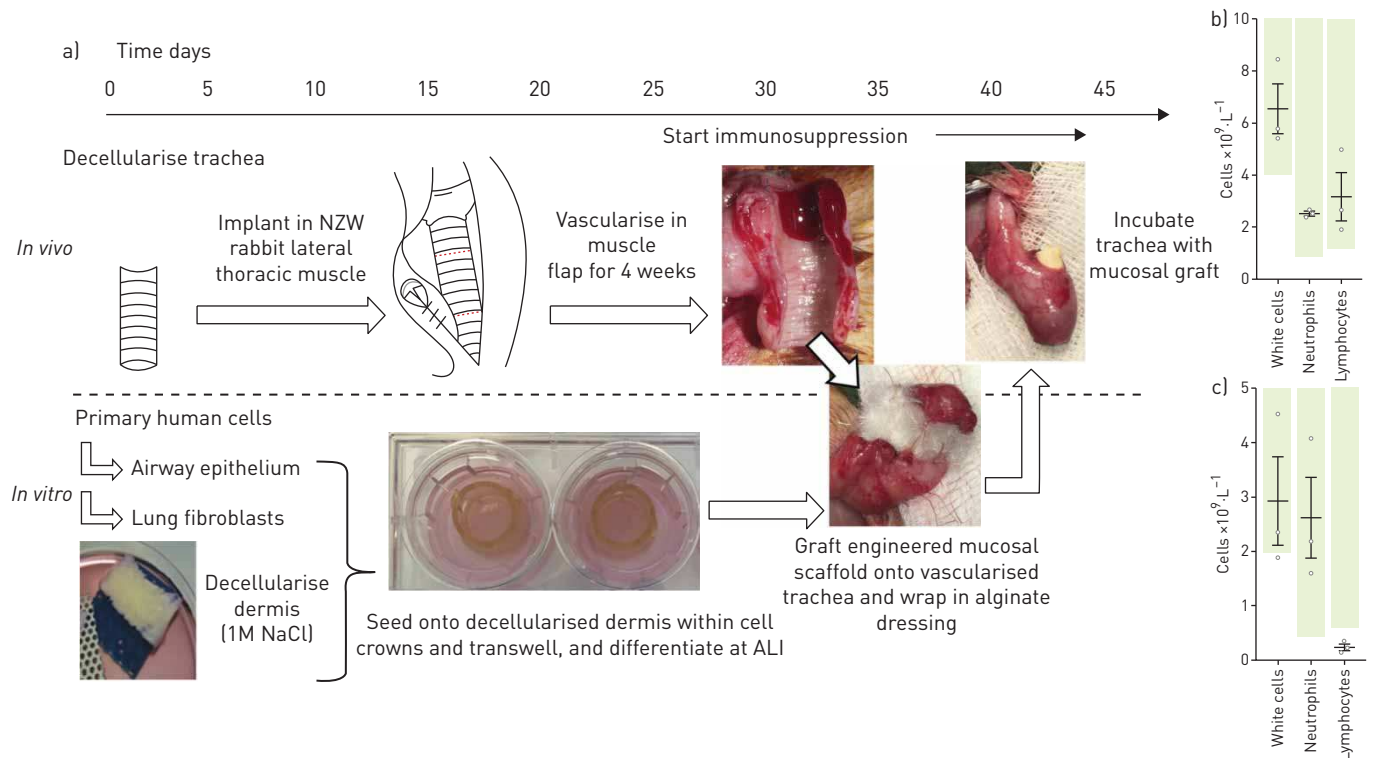 a) Time days
0 5 10 15 20 25 30 35 40 45
Start immunosuppression
Decellularise trachea
In vivo
Implant in NZW
rabbit lateral
thoracic muscle
Vascularise in
muscle
flap for 4 weeks
Incubate
trachea with
mucosal graft
Primary human cells
In vitro
Airway epithelium
Lung fibroblasts
Decellularise
dermis
(1M NaCl)
Seed onto decellularised dermis within cell
crowns and transwell, and differentiate at ALI
Graft engineered mucosal
scaffold onto vascularised
trachea and wrap in alginate
dressing
b)
Cells ×10⁹·L⁻¹
10
8
6
4
2
0
White cells
Neutrophils
Lymphocytes
c)
Cells ×10⁹·L⁻¹
5
4
3
2
1
0
White cells
Neutrophils
Lymphocytes